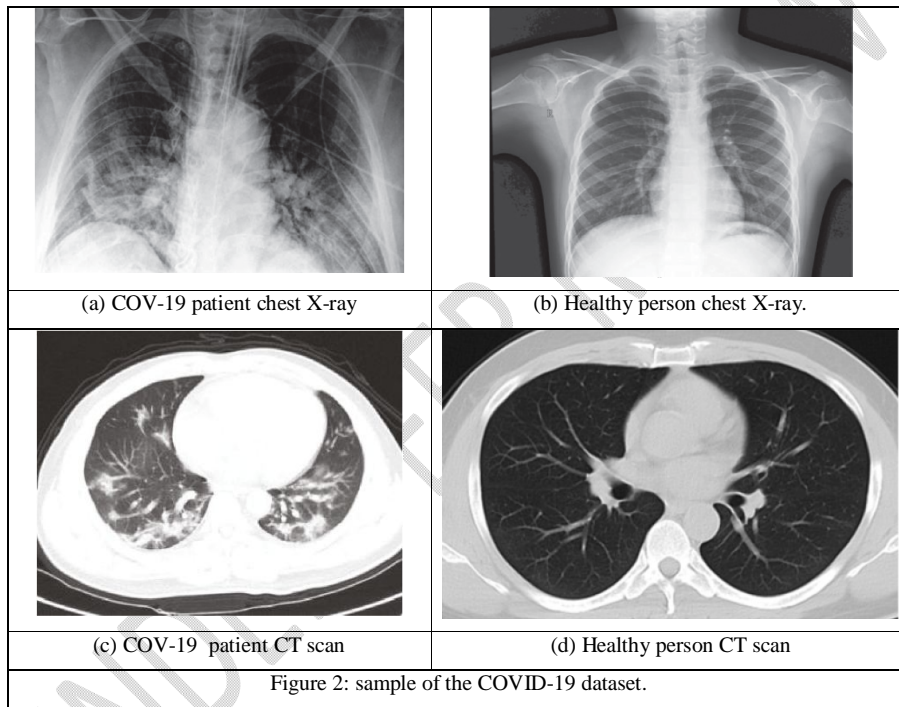 (a) COV-19 patient chest X-ray
(b) Healthy person chest X-ray.
(c) COV-19 patient CT scan
(d) Healthy person CT scan
Figure 2: sample of the COVID-19 dataset.